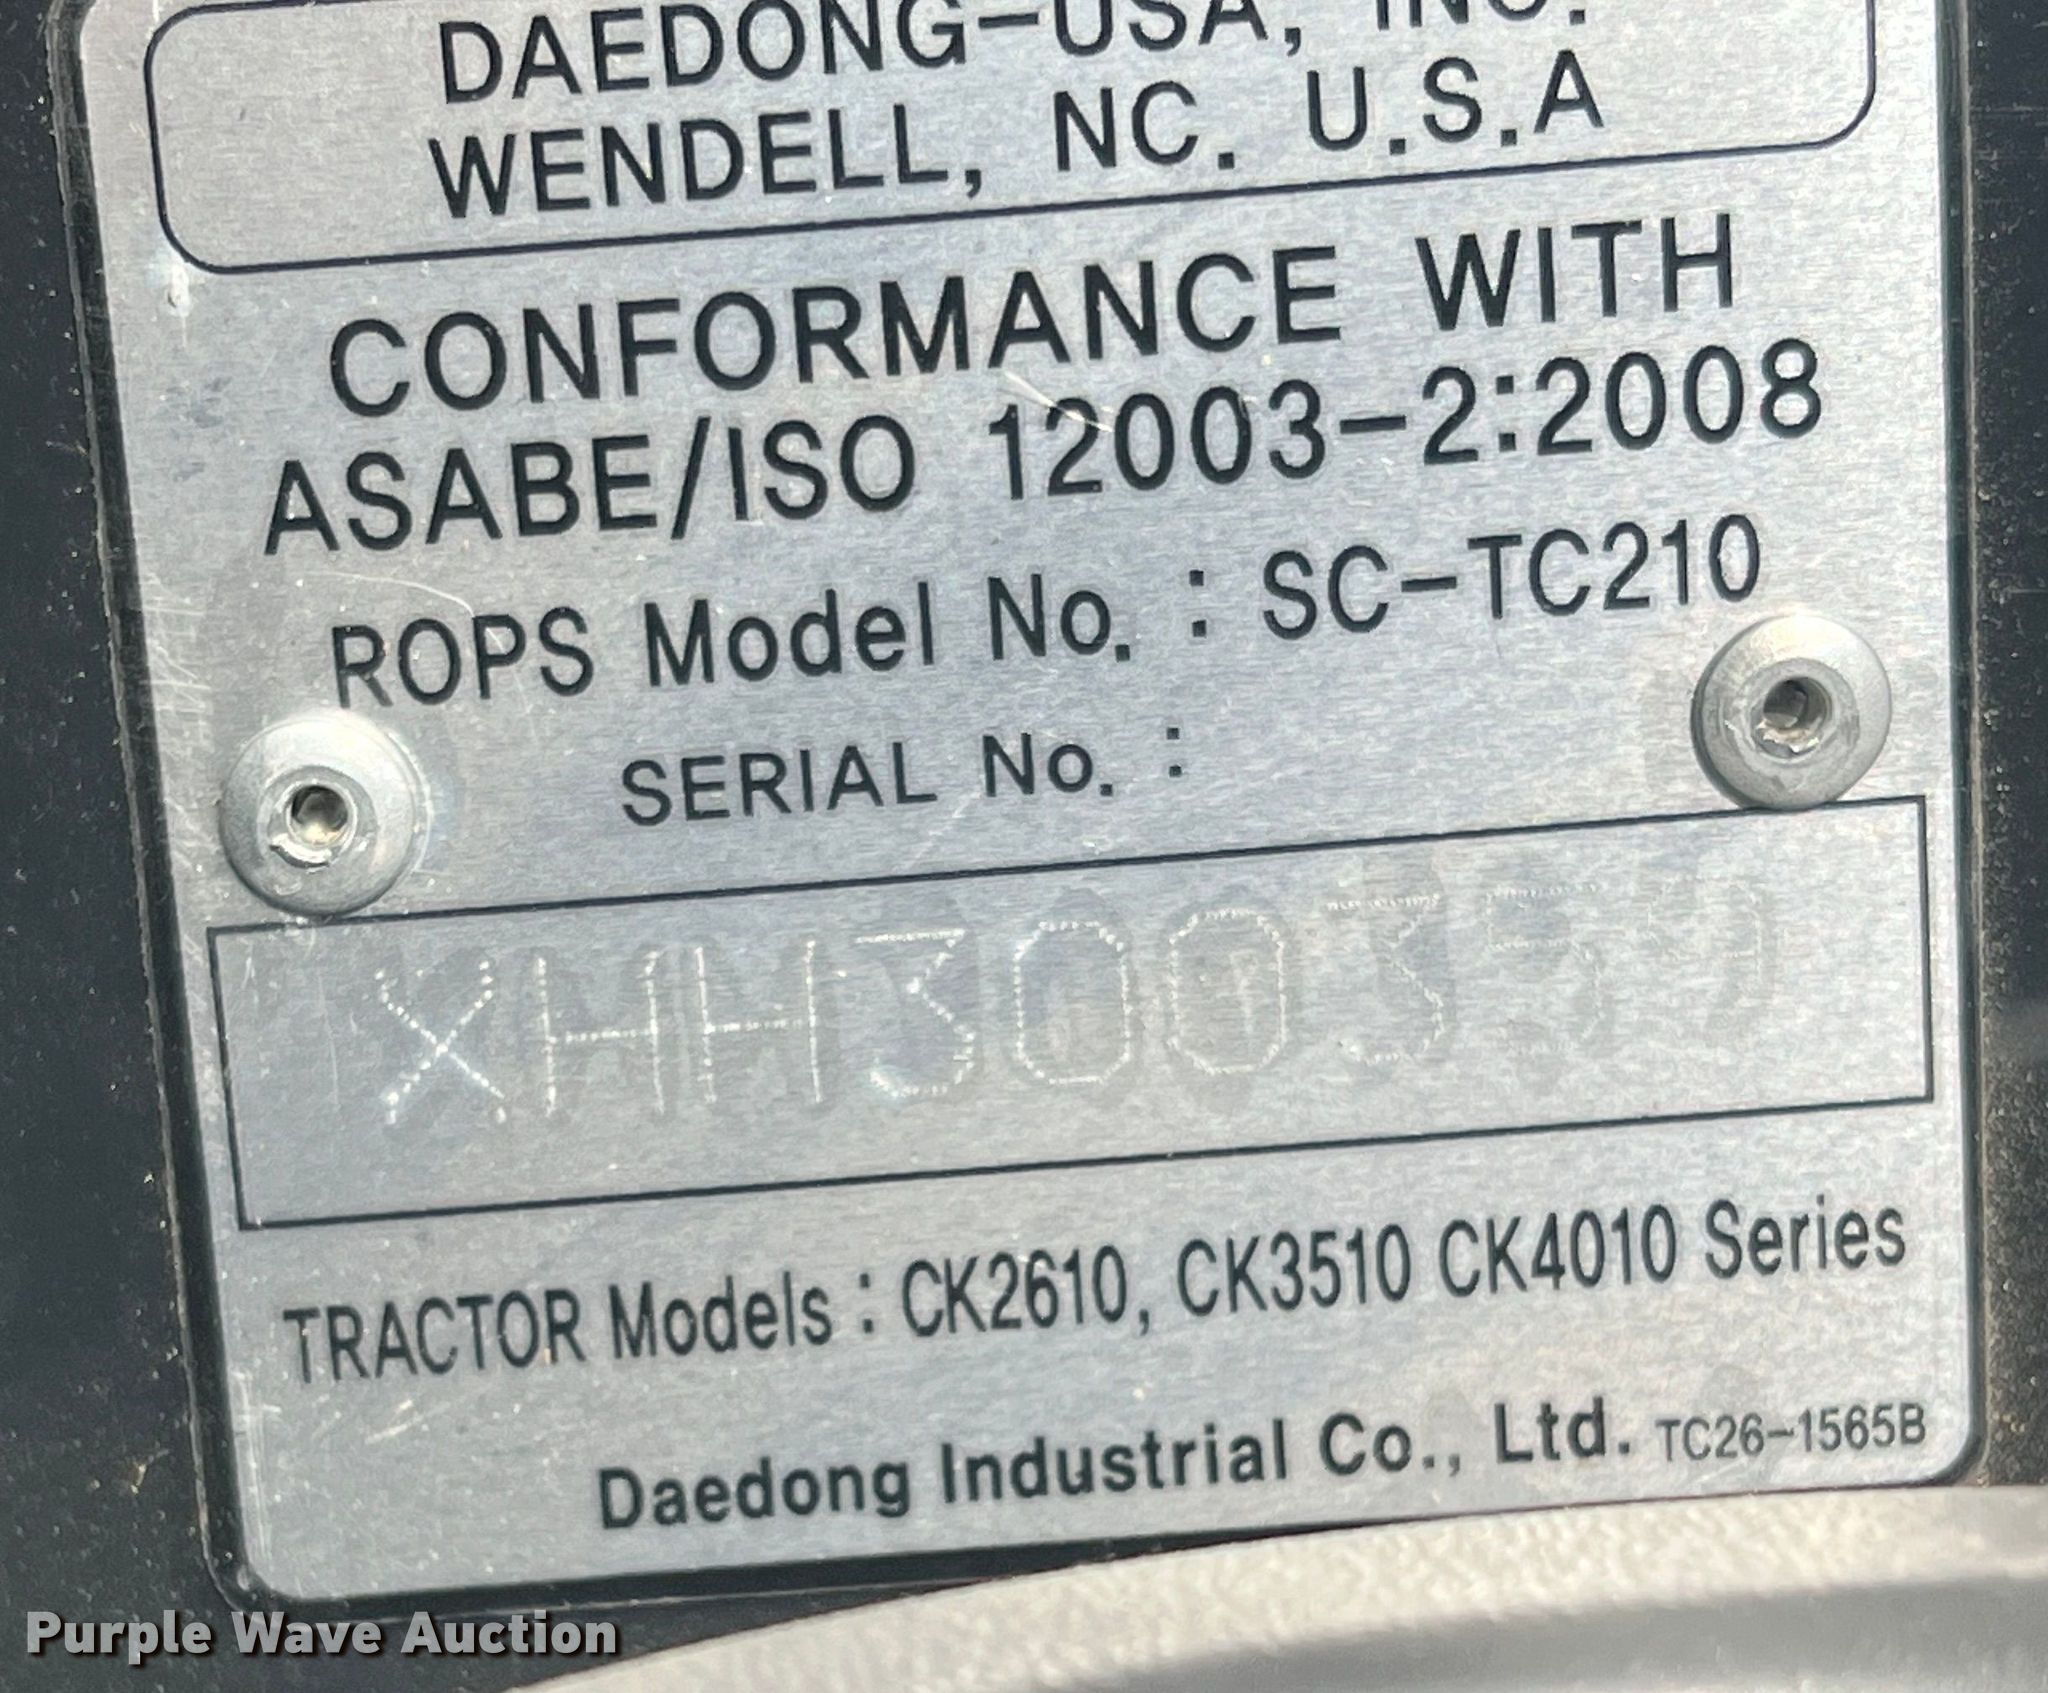 DAEDONG-USA, INC.
WENDELL, NC. U.S.A
CONFORMANCE WITH
ASABE/ISO 12003-2:2008
ROPS Model No. : SC-TC210
SERIAL No. :
TRACTOR Models : CK2610, CK3510 CK4010 Series
Daedong Industrial Co., Ltd. TC26-1565B
Purple Wave Auction